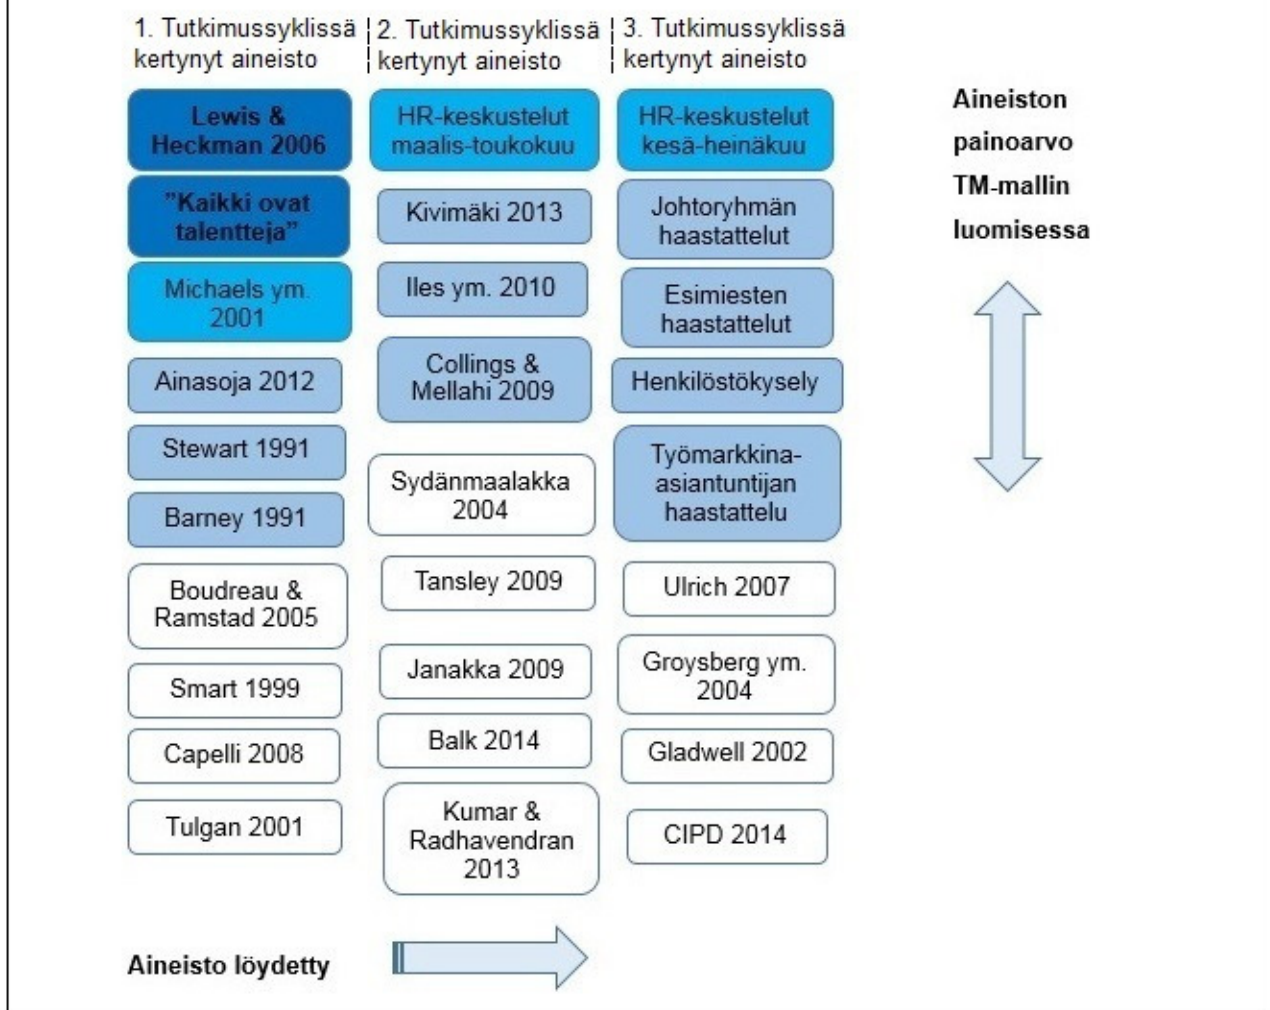 1. Tutkimussyklissä
kertynyt aineisto
2. Tutkimussyklissä
kertynyt aineisto
3. Tutkimussyklissä
kertynyt aineisto
Lewis &
Heckman 2006
"Kaikki ovat
talentteja"
Michaels ym.
2001
Ainasoja 2012
Stewart 1991
Barney 1991
Boudreau &
Ramstad 2005
Smart 1999
Capelli 2008
Tulgan 2001
HR-keskustelut
maalis-toukokuu
Kivimäki 2013
Iles ym. 2010
Collings &
Mellahi 2009
Sydänmaalakka
2004
Tansley 2009
Janakka 2009
Balk 2014
Kumar &
Radhavendran
2013
HR-keskustelut
kesä-heinäkuu
Johtoryhmän
haastattelut
Esimiesten
haastattelut
Henkilöstökysely
Työmarkkina-
asiantuntijan
haastattelu
Ulrich 2007
Groysberg ym.
2004
Gladwell 2002
CIPD 2014
Aineiston
painoarvo
TM-mallin
luomisessa
Aineisto löydetty